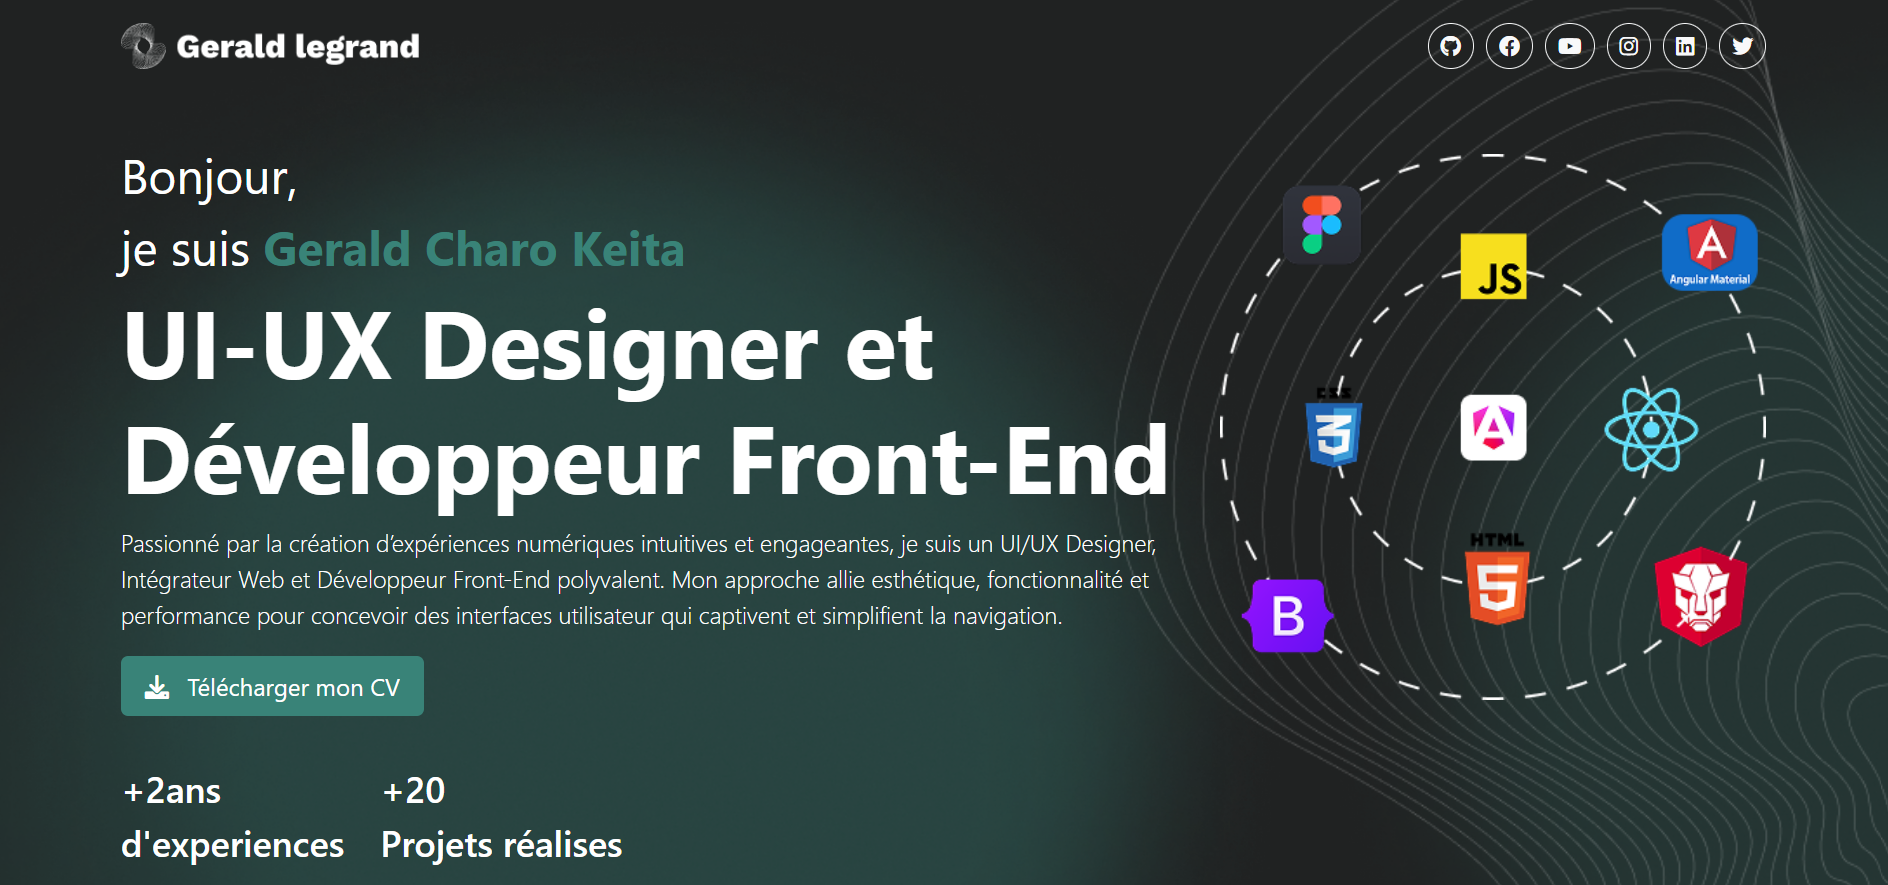 Gerald legrand
Bonjour,
je suis Gerald Charo Keita
UI-UX Designer et
Développeur Front-End
Passionné par la création d’expériences numériques intuitives et engageantes, je suis un UI/UX Designer,
Intégrateur Web et Développeur Front-End polyvalent. Mon approche allie esthétique, fonctionnalité et
performance pour concevoir des interfaces utilisateur qui captivent et simplifient la navigation.
Télécharger mon CV
+2ans
d'experiences
+20
Projets réalises
JS
A
Angular Material
CSS
3
A
HTML
5
B